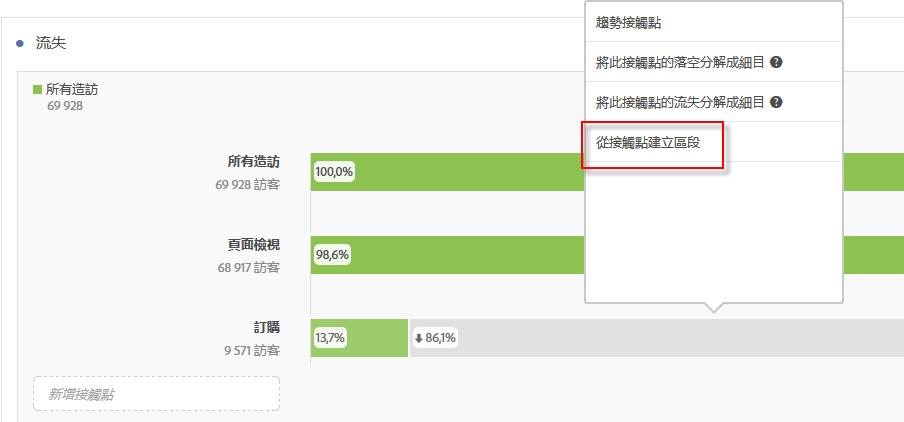 流失
所有造訪
69 928
所有造訪
69 928 訪客
100,0%
頁面檢視
68 917 訪客
98,6%
訂購
9 571 訪客
13,7%
86,1%
新增接觸點
趨勢接觸點
將此接觸點的落空分解成細目 ?
將此接觸點的流失分解成細目 ?
從接觸點建立區段